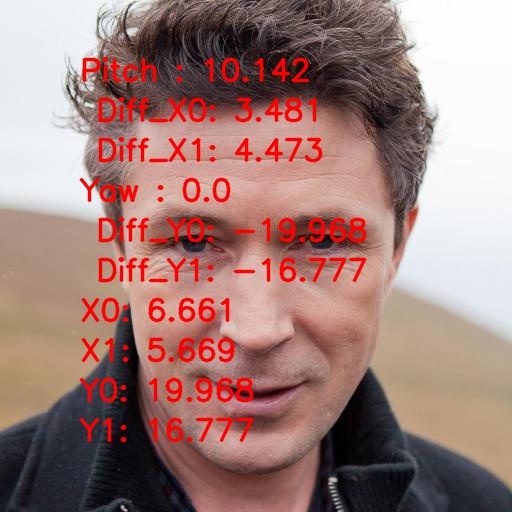 Pitch : 10.142
Diff_X0: 3.481
Diff_X1: 4.473
Yaw : 0.0
Diff_Y0: -19.968
Diff_Y1: -16.777
X0: 6.661
X1: 5.669
Y0: 19.968
Y1: 16.777